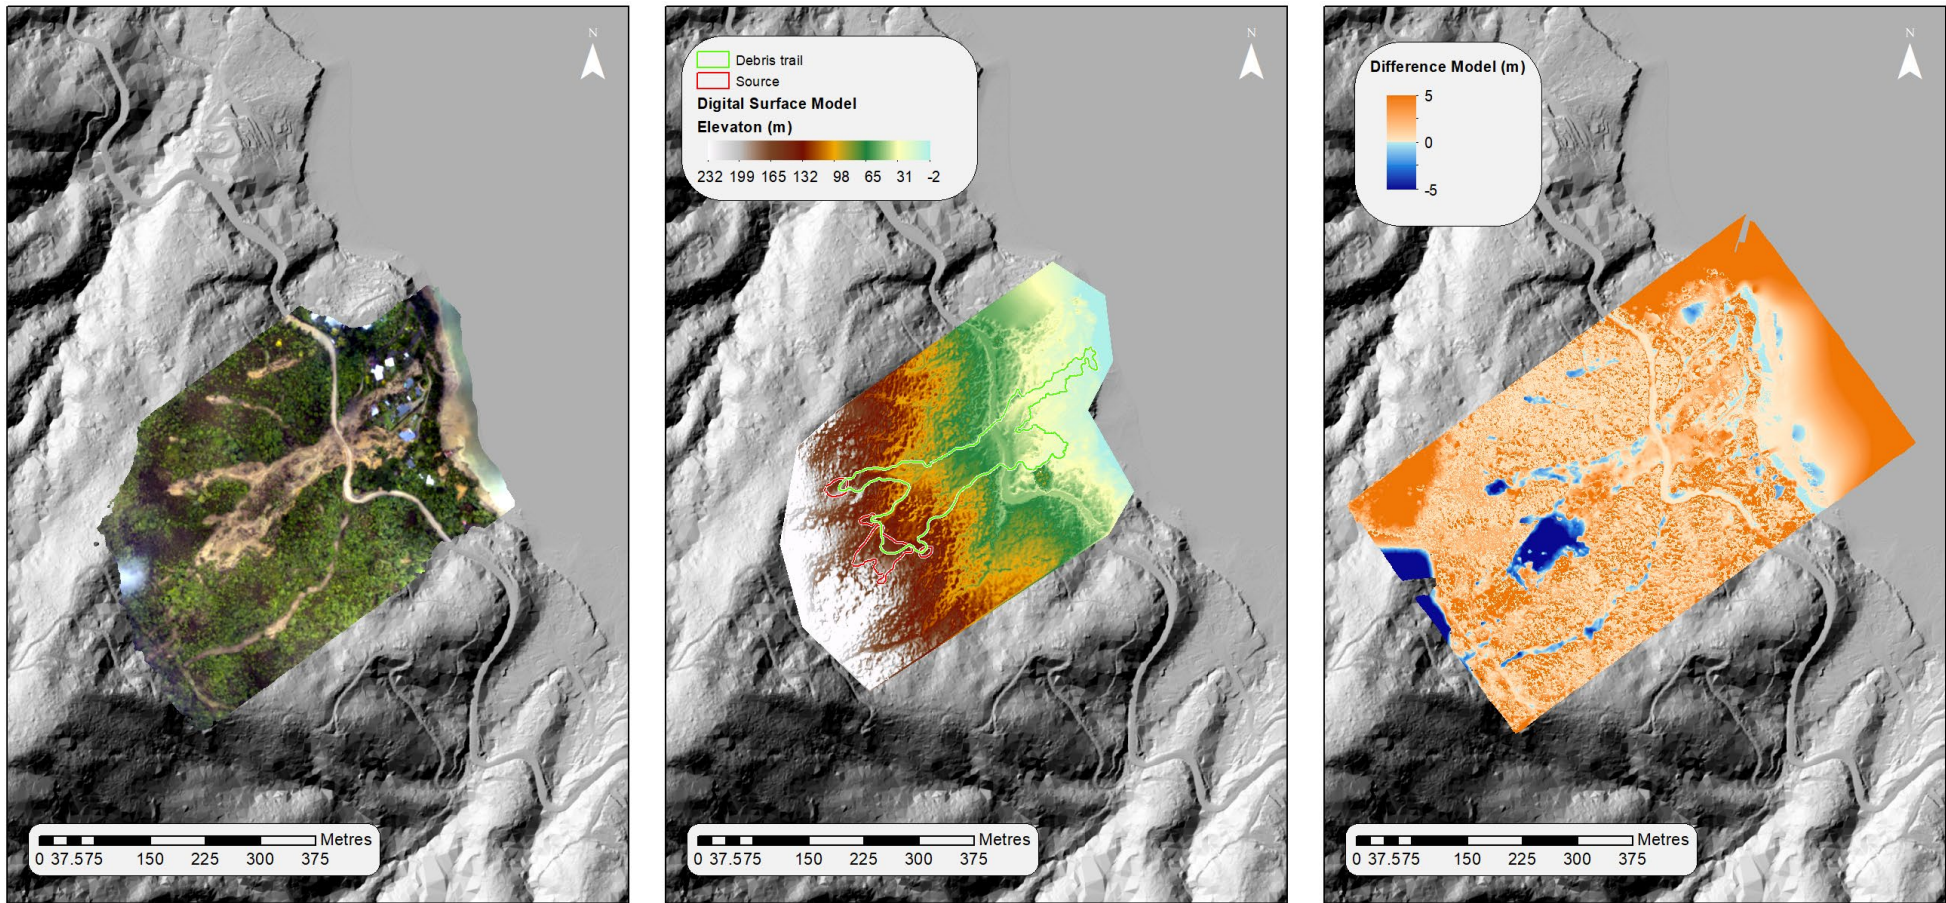 N
0 37.575 150 225 300 375 Metres
Debris trail
Source
Digital Surface Model
Elevaton (m)
232 199 165 132 98 65 31 -2
N
0 37.575 150 225 300 375 Metres
Difference Model (m)
5
0
-5
N
0 37.575 150 225 300 375 Metres